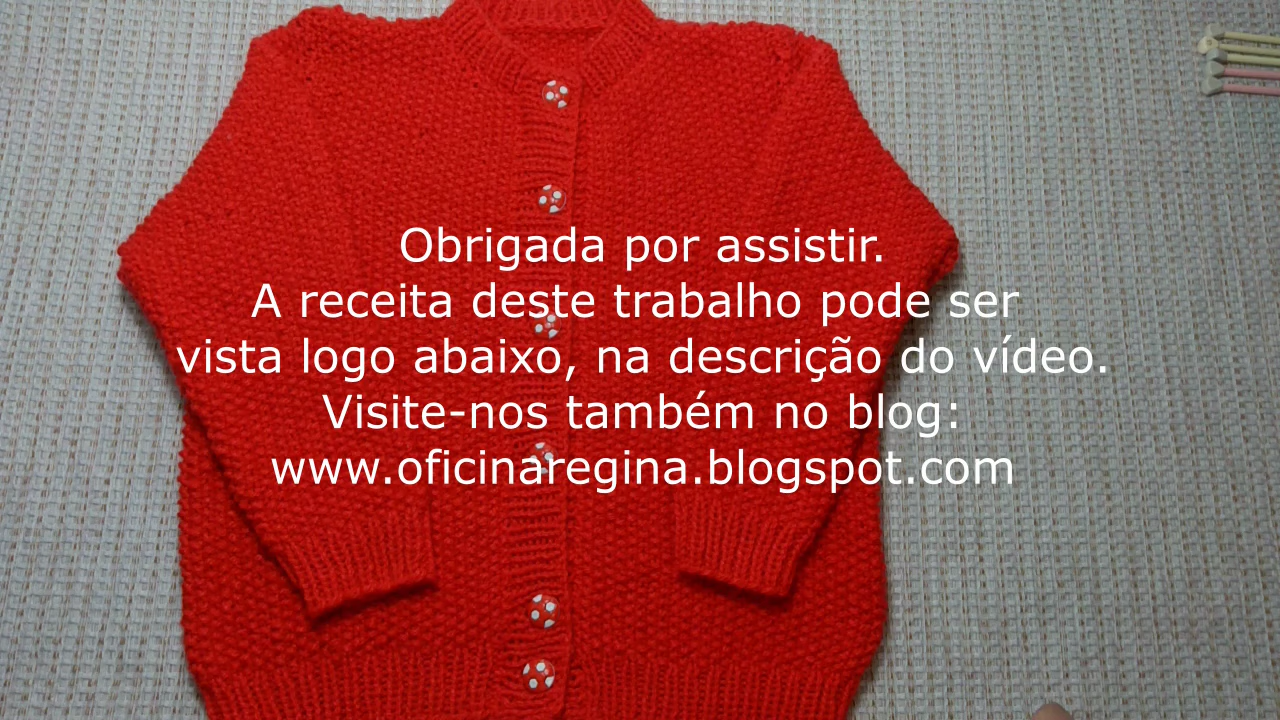 Obrigada por assistir.
A receita deste trabalho pode ser
vista logo abaixo, na descrição do vídeo.
Visite-nos também no blog:
www.oficinaregina.blogspot.com